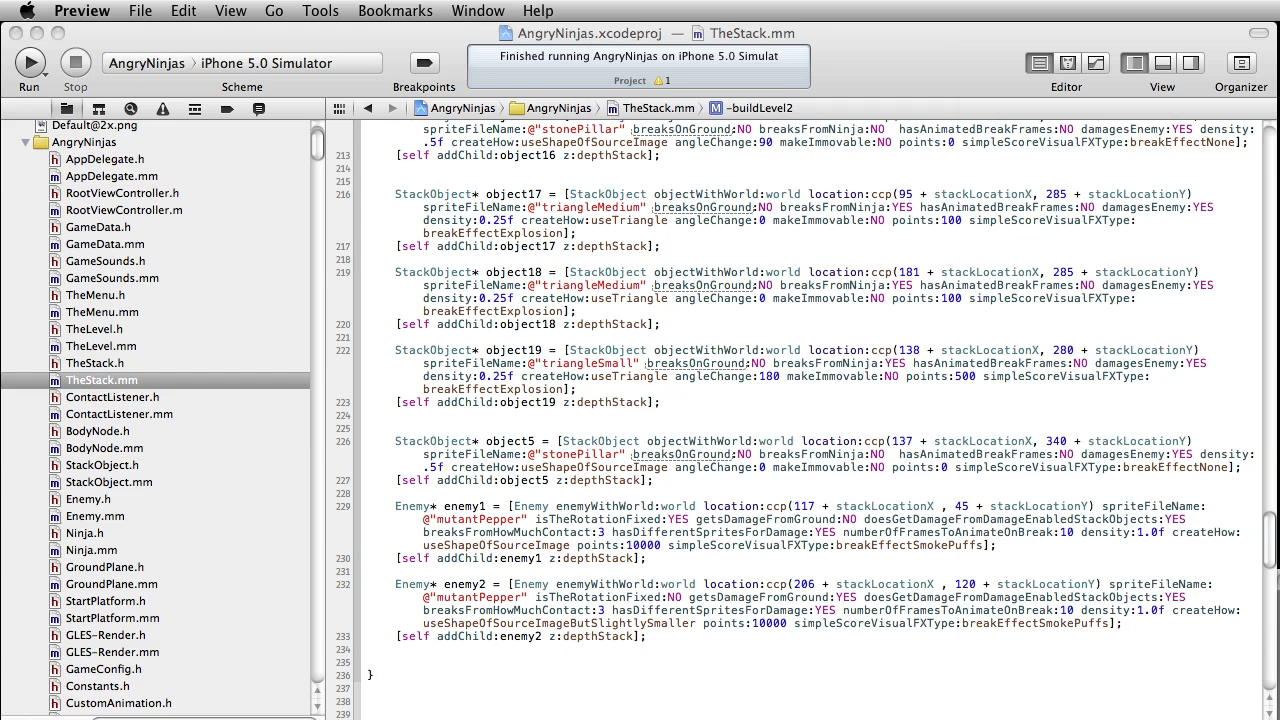 Preview File Edit View Go Tools Bookmarks Window Help
AngryNinjas.xcodeproj — TheStack.mm
AngryNinjas › iPhone 5.0 Simulator
Finished running AngryNinjas on iPhone 5.0 Simulat
Project 1
Run Stop Scheme Breakpoints Editor View Organizer
AngryNinjas AngryNinjas TheStack.mm M -buildLevel2
Default@2x.png
AngryNinjas
h AppDelegate.h
m AppDelegate.mm
h RootViewController.h
m RootViewController.m
h GameData.h
m GameData.mm
h GameSounds.h
m GameSounds.mm
h TheMenu.h
m TheMenu.mm
h TheLevel.h
m TheLevel.mm
h TheStack.h
m TheStack.mm
h ContactListener.h
m ContactListener.mm
h BodyNode.h
m BodyNode.mm
h StackObject.h
m StackObject.mm
h Enemy.h
m Enemy.mm
h Ninja.h
m Ninja.mm
h GroundPlane.h
m GroundPlane.mm
h StartPlatform.h
m StartPlatform.mm
h GLES-Render.h
m GLES-Render.mm
h GameConfig.h
h Constants.h
h CustomAnimation.h
spriteFileName:@"stonePillar" breaksOnGround:NO breaksFromNinja:NO  hasAnimatedBreakFrames:NO damagesEnemy:YES density:
.5f createHow:useShapeOfSourceImage angleChange:90 makeImmovable:NO points:0 simpleScoreVisualFXType:breakEffectNone];
213 [self addChild:object16 z:depthStack];
214
215
216 StackObject* object17 = [StackObject objectWithWorld:world location:ccp(95 + stackLocationX, 285 + stackLocationY)
spriteFileName:@"triangleMedium" breaksOnGround:NO breaksFromNinja:YES hasAnimatedBreakFrames:NO damagesEnemy:YES
density:0.25f createHow:useTriangle angleChange:0 makeImmovable:NO points:100 simpleScoreVisualFXType:
breakEffectExplosion];
217 [self addChild:object17 z:depthStack];
218
219 StackObject* object18 = [StackObject objectWithWorld:world location:ccp(181 + stackLocationX, 285 + stackLocationY)
spriteFileName:@"triangleMedium" breaksOnGround:NO breaksFromNinja:YES hasAnimatedBreakFrames:NO damagesEnemy:YES
density:0.25f createHow:useTriangle angleChange:0 makeImmovable:NO points:100 simpleScoreVisualFXType:
breakEffectExplosion];
220 [self addChild:object18 z:depthStack];
221
222 StackObject* object19 = [StackObject objectWithWorld:world location:ccp(138 + stackLocationX, 280 + stackLocationY)
spriteFileName:@"triangleSmall" breaksOnGround:NO breaksFromNinja:YES hasAnimatedBreakFrames:NO damagesEnemy:YES
density:0.25f createHow:useTriangle angleChange:180 makeImmovable:NO points:500 simpleScoreVisualFXType:
breakEffectExplosion];
223 [self addChild:object19 z:depthStack];
224
225
226 StackObject* object5 = [StackObject objectWithWorld:world location:ccp(137 + stackLocationX, 340 + stackLocationY)
spriteFileName:@"stonePillar" breaksOnGround:NO breaksFromNinja:NO  hasAnimatedBreakFrames:NO damagesEnemy:YES density:
.5f createHow:useShapeOfSourceImage angleChange:0 makeImmovable:NO points:0 simpleScoreVisualFXType:breakEffectNone];
227 [self addChild:object5 z:depthStack];
228
229 Enemy* enemy1 = [Enemy enemyWithWorld:world location:ccp(117 + stackLocationX , 45 + stackLocationY) spriteFileName:
@"mutantPepper" isTheRotationFixed:YES getsDamageFromGround:NO doesGetDamageFromDamageEnabledStackObjects:YES
breaksFromHowMuchContact:3 hasDifferentSpritesForDamage:YES numberOfFramesToAnimateOnBreak:10 density:1.0f createHow:
useShapeOfSourceImage points:10000 simpleScoreVisualFXType:breakEffectSmokePuffs];
230 [self addChild:enemy1 z:depthStack];
231
232 Enemy* enemy2 = [Enemy enemyWithWorld:world location:ccp(206 + stackLocationX , 120 + stackLocationY) spriteFileName:
@"mutantPepper" isTheRotationFixed:NO getsDamageFromGround:YES doesGetDamageFromDamageEnabledStackObjects:YES
breaksFromHowMuchContact:3 hasDifferentSpritesForDamage:YES numberOfFramesToAnimateOnBreak:10 density:1.0f createHow:
useShapeOfSourceImageButSlightlySmaller points:10000 simpleScoreVisualFXType:breakEffectSmokePuffs];
233 [self addChild:enemy2 z:depthStack];
234
235
236 }
237
238
239